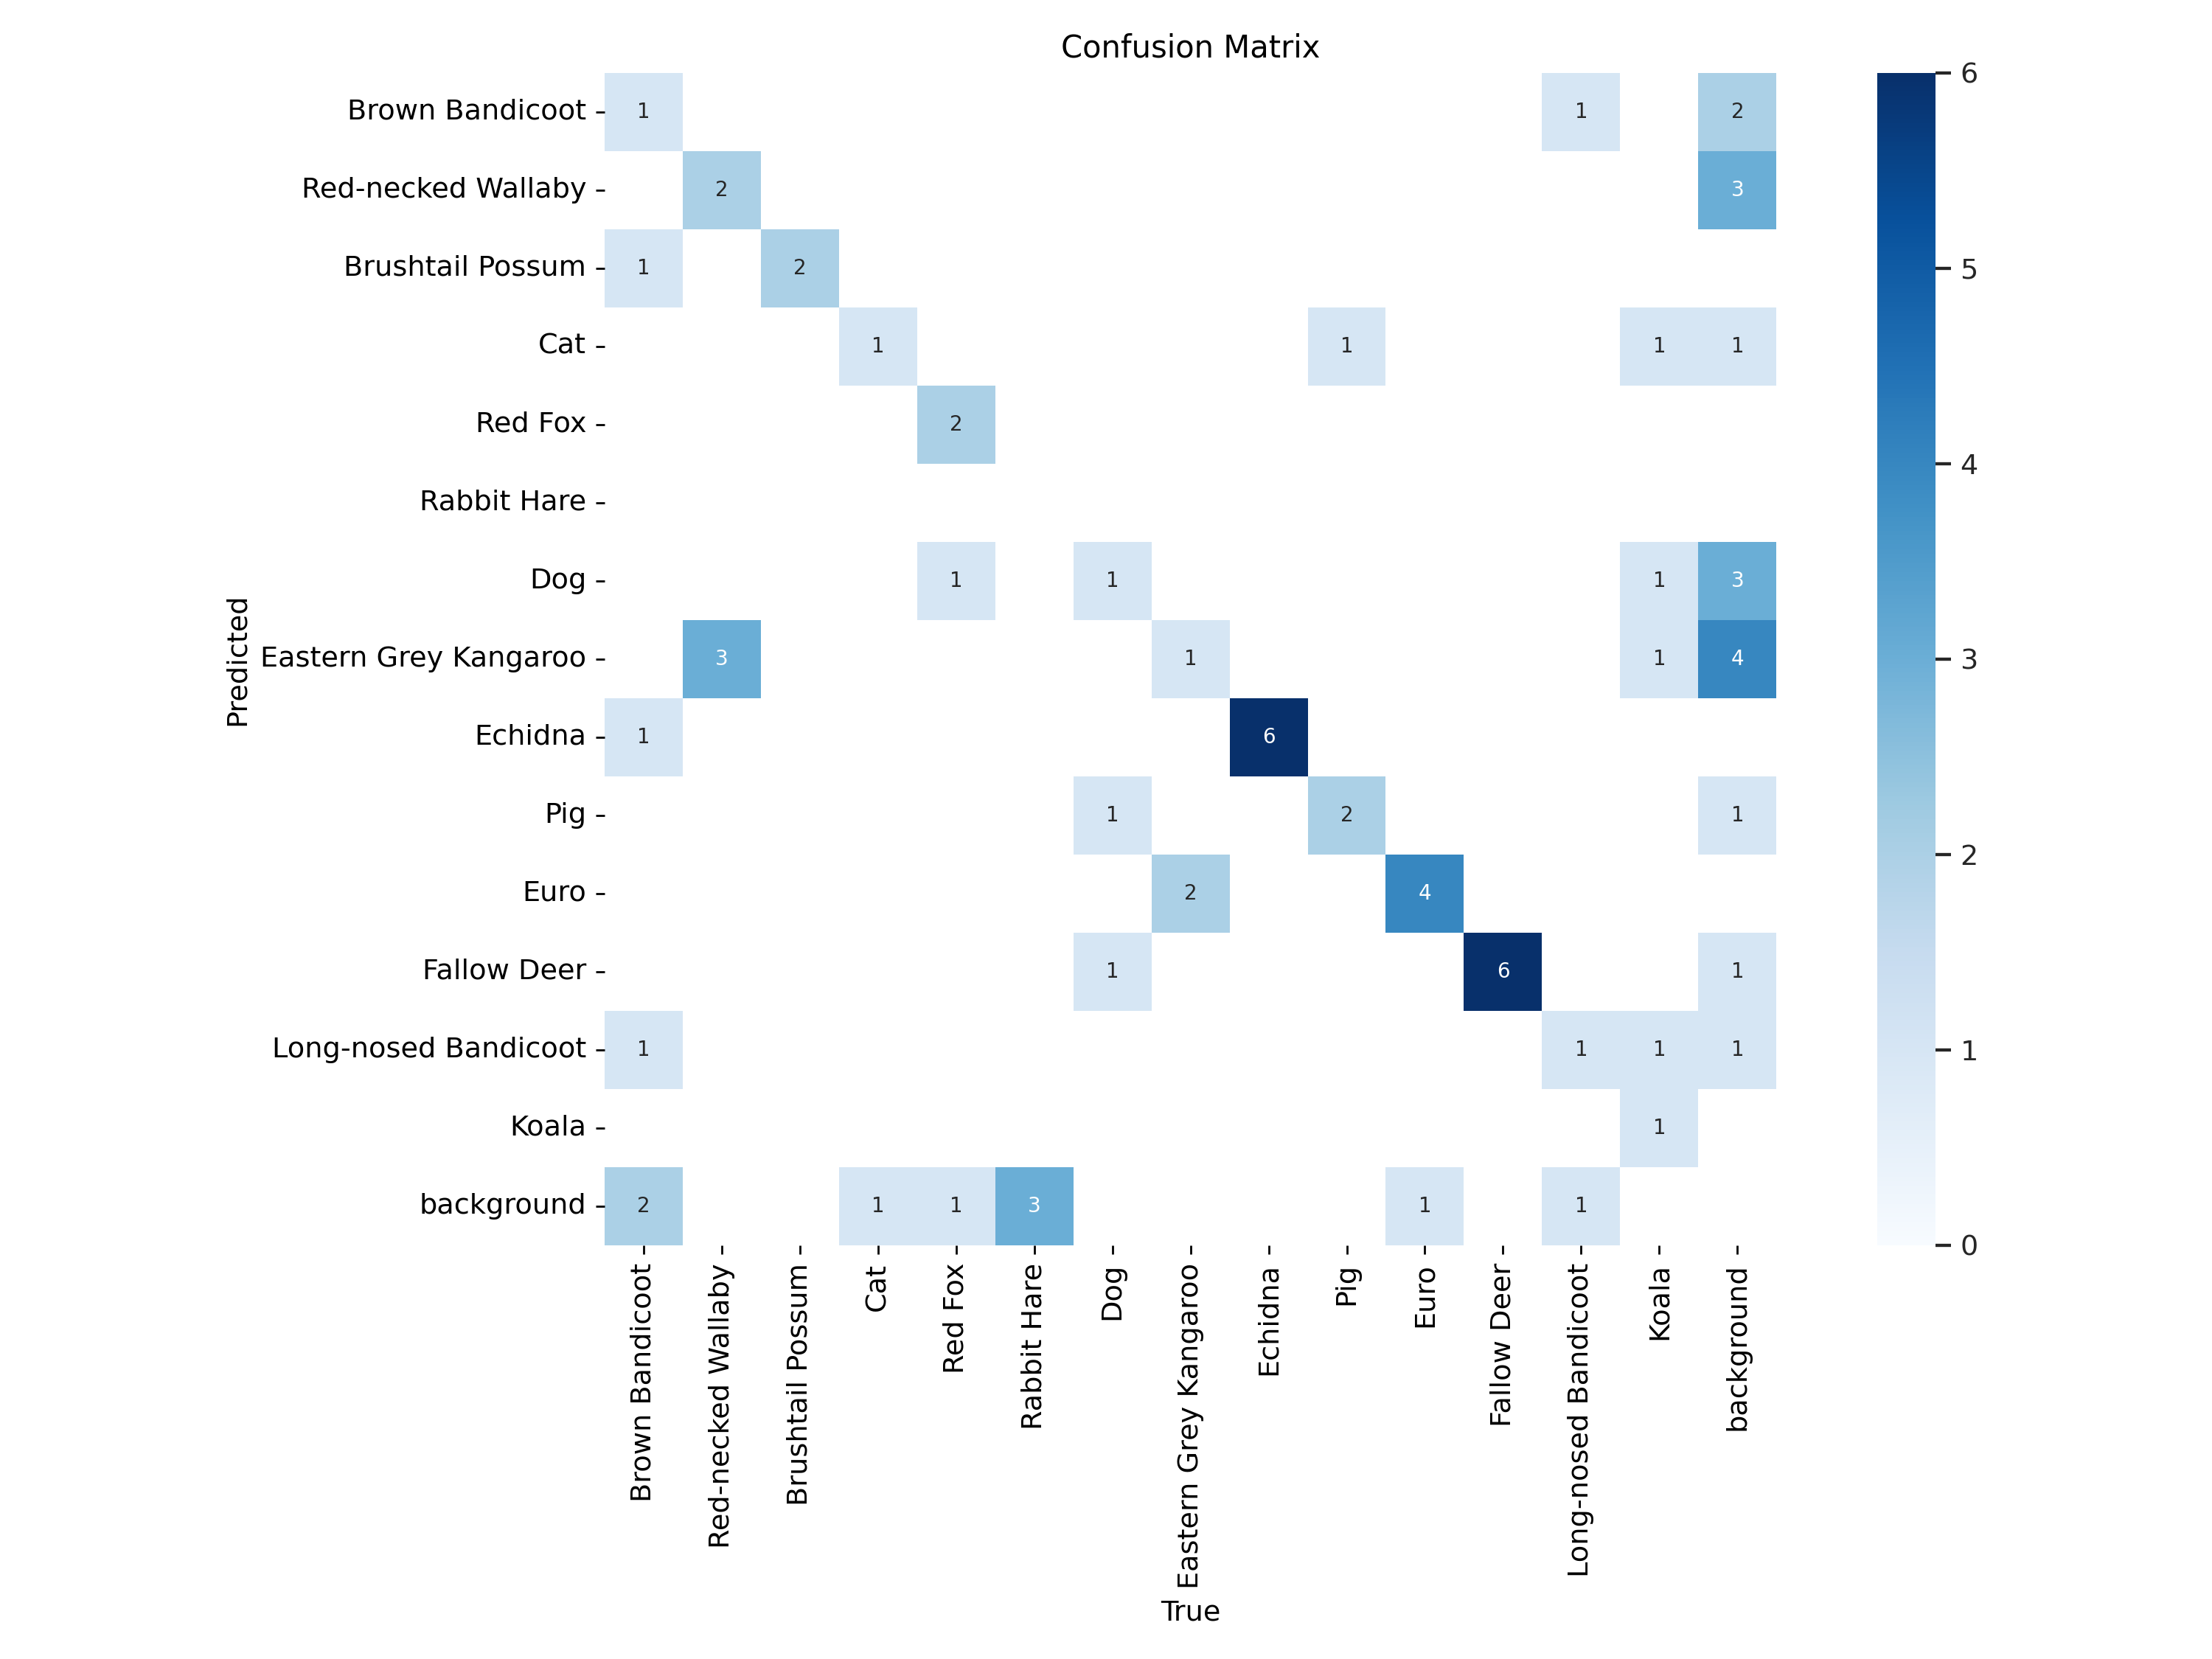 Confusion Matrix
Brown Bandicoot 1 1 2
Red-necked Wallaby 2 3
Brushtail Possum 1 2
Cat 1 1 1 1
Red Fox 2
Rabbit Hare
Dog 1 1 1 3
Eastern Grey Kangaroo 3 1 1 4
Echidna 1 6
Pig 1 2 1
Euro 2 4
Fallow Deer 1 6 1
Long-nosed Bandicoot 1 1 1 1
Koala 1
background 2 1 1 3 1 1
Predicted
Brown Bandicoot
Red-necked Wallaby
Brushtail Possum
Cat
Red Fox
Rabbit Hare
Dog
Eastern Grey Kangaroo
Echidna
Pig
Euro
Fallow Deer
Long-nosed Bandicoot
Koala
background
True
6
5
4
3
2
1
0